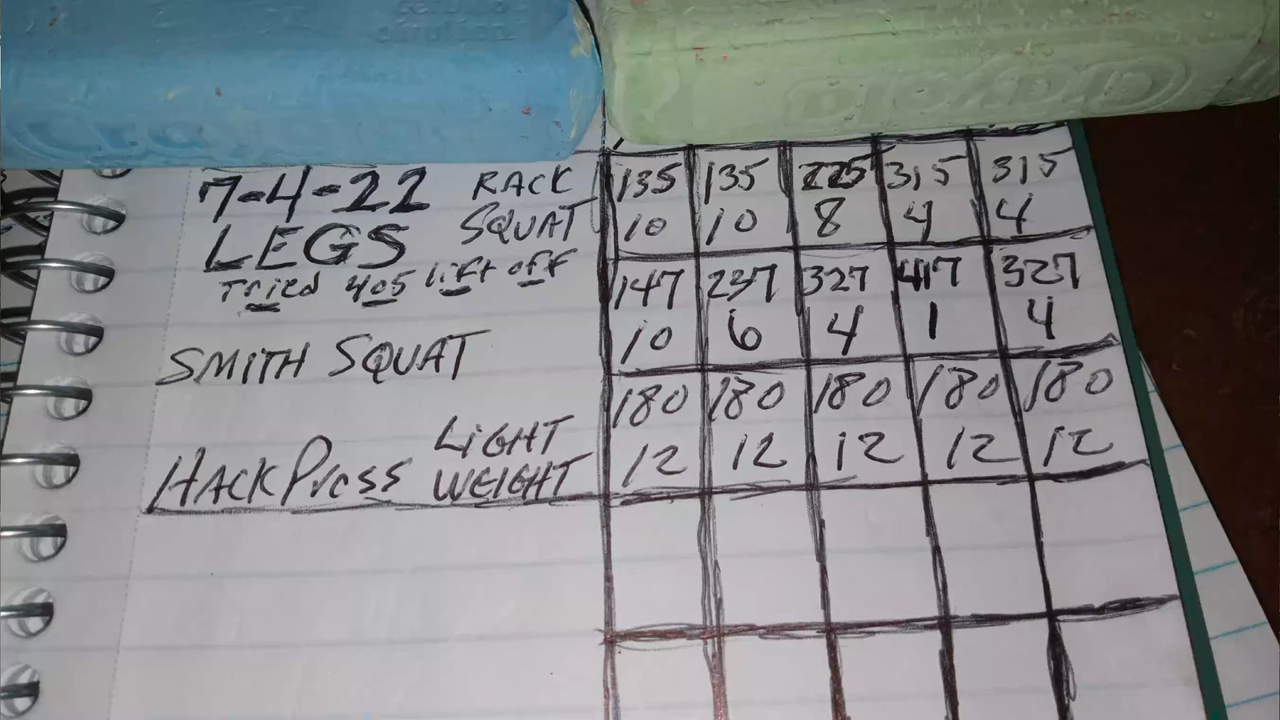 7-4-22 RACK 135 135 225 315 315
LEGS SQUAT 10 10 8 4 4
Tried 405 lift off 147 237 327 417 327
SMITH SQUAT 10 6 4 1 4
LIGHT 180 180 180 180 180
HACK Press WEIGHT 12 12 12 12 12